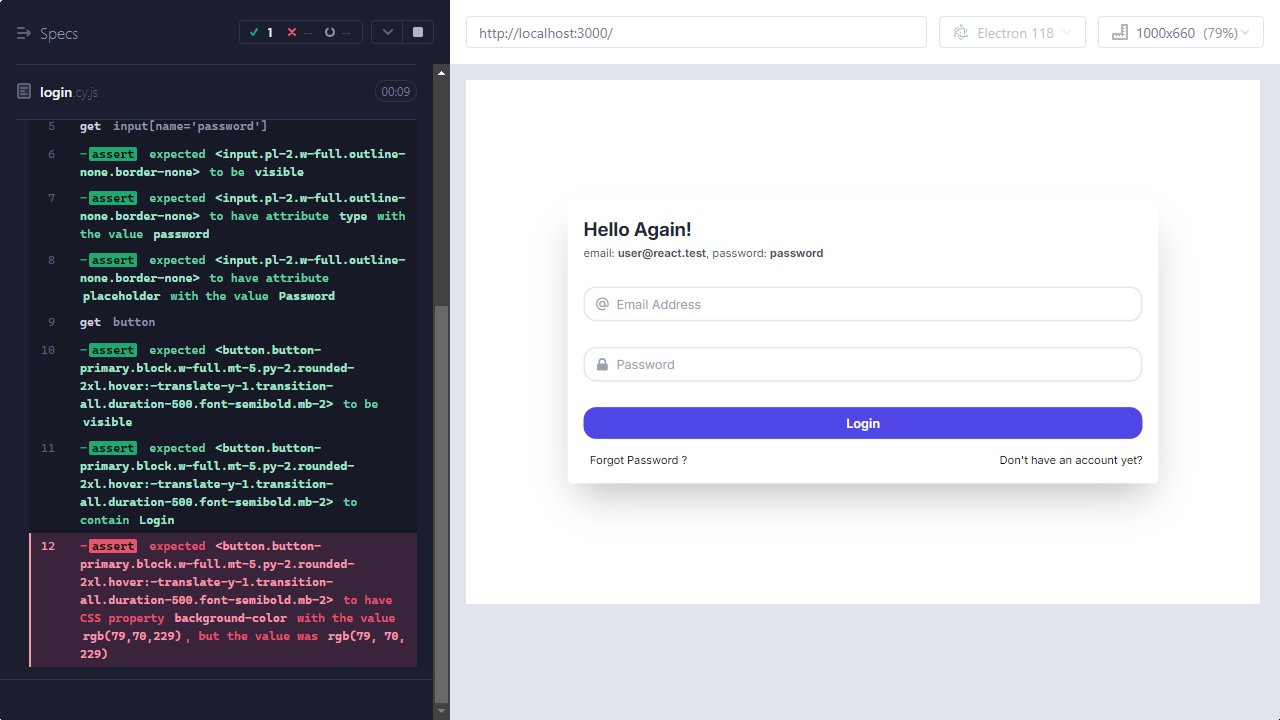 Specs
1
--
--
login.cy.js
00:09
5 get input[name='password']
6 -assert expected <input.pl-2.w-full.outline-
none.border-none> to be visible
7 -assert expected <input.pl-2.w-full.outline-
none.border-none> to have attribute type with
the value password
8 -assert expected <input.pl-2.w-full.outline-
none.border-none> to have attribute
placeholder with the value Password
9 get button
10 -assert expected <button.button-
primary.block.w-full.mt-5.py-2.rounded-
2xl.hover:-translate-y-1.transition-
all.duration-500.font-semibold.mb-2> to be
visible
11 -assert expected <button.button-
primary.block.w-full.mt-5.py-2.rounded-
2xl.hover:-translate-y-1.transition-
all.duration-500.font-semibold.mb-2> to
contain Login
12 -assert expected <button.button-
primary.block.w-full.mt-5.py-2.rounded-
2xl.hover:-translate-y-1.transition-
all.duration-500.font-semibold.mb-2> to have
CSS property background-color with the value
rgb(79,70,229), but the value was rgb(79, 70,
229)
http://localhost:3000/
Electron 118
1000x660 (79%)
Hello Again!
email: user@react.test, password: password
@ Email Address
Password
Login
Forgot Password ?
Don't have an account yet?